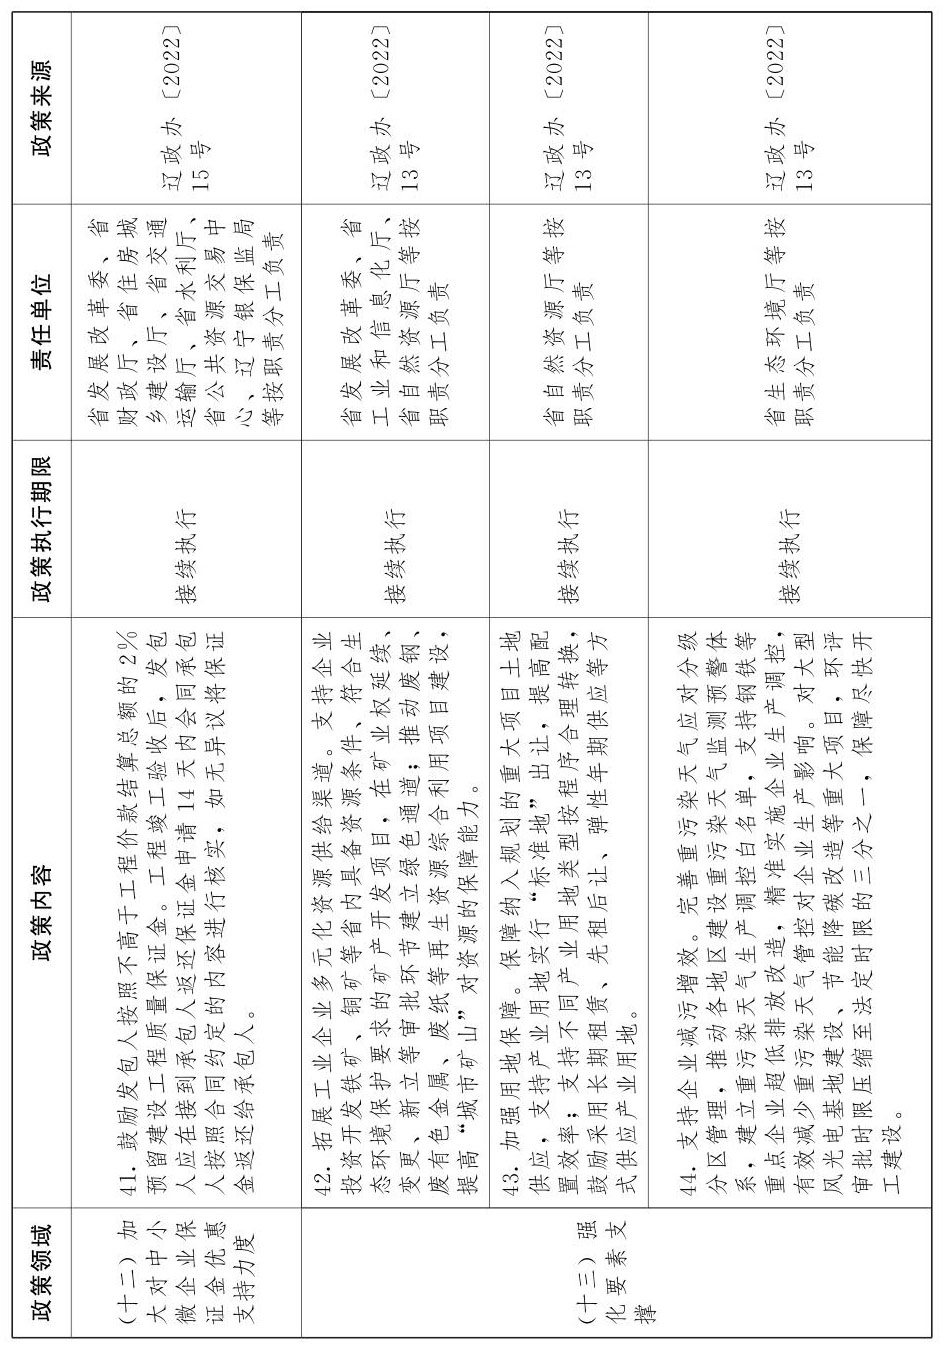 政策领域
政策内容
政策执行期限
责任单位
政策来源
（十二）加
大对中小
微企业保
证金优惠
支持力度
41. 鼓励发包人按照不高于工程价款结算总额的 2%
预留建设工程质量保证金。工程竣工验收后，发包
人应在接到承包人返还保证金申请 14 天内会同承包
人按照合同约定的内容进行核实，如无异议将保证
金返还给承包人。
接续执行
省发展改革委、省
财政厅、省住房城
乡建设厅、省交通
运输厅、省水利厅、
省公共资源交易中
心、辽宁银保监局
等按职责分工负责
辽政办〔2022〕
15 号
（十三）强
化要素支
撑
42. 拓展工业企业多元化资源供给渠道。支持企业
投资开发铁矿、铜矿等省内具备资源条件、符合生
态环境保护要求的矿产开发项目，在矿业权延续、
变更、新立等审批环节建立绿色通道；推动废钢、
废有色金属、废纸等再生资源综合利用项目建设，
提高“城市矿山”对资源的保障能力。
接续执行
省发展改革委、省
工业和信息化厅、
省自然资源厅等按
职责分工负责
辽政办〔2022〕
13 号
43. 加强用地保障。保障纳入规划的重大项目土地
供应，支持产业用地实行“标准地”出让，提高配
置效率；支持不同产业用地类型按程序合理转换，
鼓励采用长期租赁、先租后让、弹性年期供应等方
式供应产业用地。
接续执行
省自然资源厅等按
职责分工负责
辽政办〔2022〕
13 号
44. 支持企业减污增效。完善重污染天气应对分级
分区管理，推动各地区建设重污染天气监测预警体
系，建立重污染天气生产调控白名单，支持钢铁等
重点企业超低排放改造，精准实施企业生产调控，
有效减少重污染天气管控对企业生产影响。对大型
风光电基地建设、节能降碳改造等重大项目，环评
审批时限压缩至法定时限的三分之一，保障尽快开
工建设。
接续执行
省生态环境厅等按
职责分工负责
辽政办〔2022〕
13 号